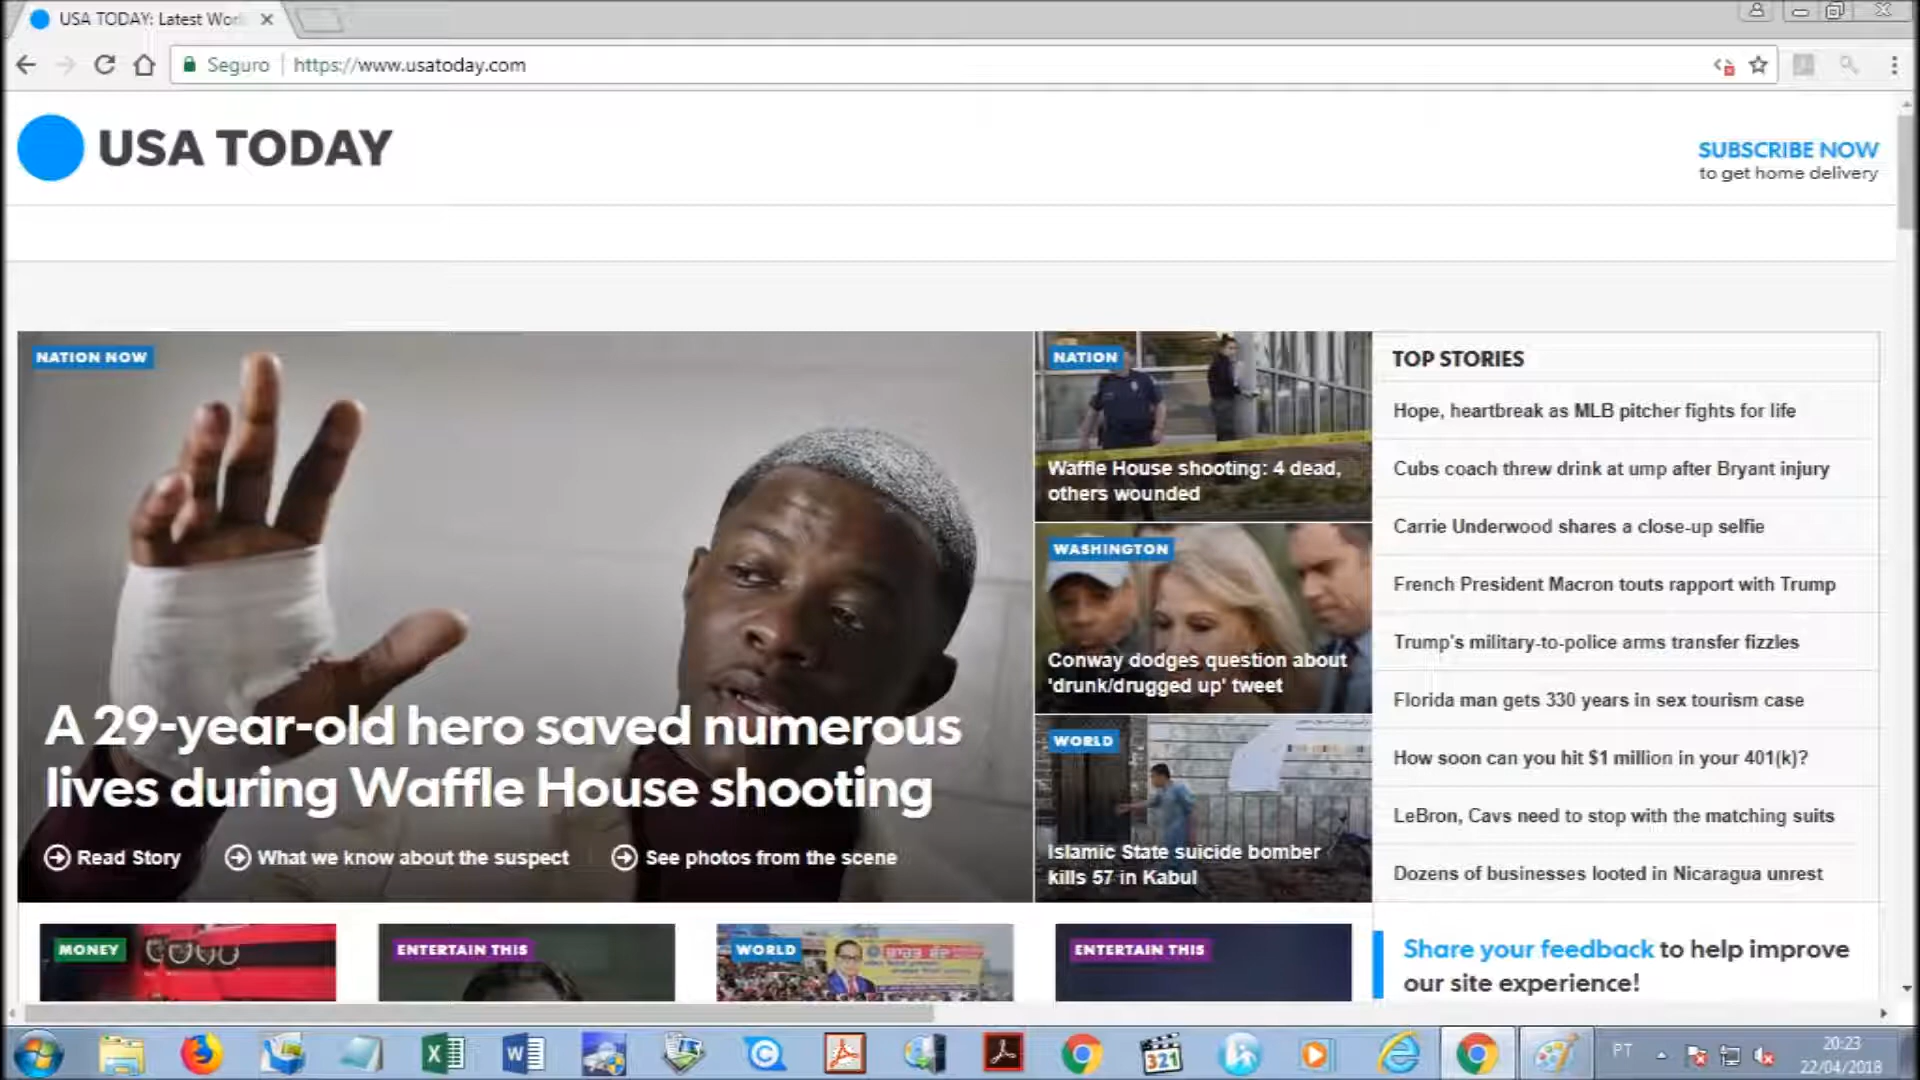 USA TODAY: Latest Wor
Seguro
https://www.usatoday.com
USA TODAY
SUBSCRIBE NOW
to get home delivery
NATION NOW
A 29-year-old hero saved numerous
lives during Waffle House shooting
Read Story
What we know about the suspect
See photos from the scene
NATION
Waffle House shooting: 4 dead,
others wounded
WASHINGTON
Conway dodges question about
'drunk/drugged up' tweet
WORLD
Islamic State suicide bomber
kills 57 in Kabul
TOP STORIES
Hope, heartbreak as MLB pitcher fights for life
Cubs coach threw drink at ump after Bryant injury
Carrie Underwood shares a close-up selfie
French President Macron touts rapport with Trump
Trump's military-to-police arms transfer fizzles
Florida man gets 330 years in sex tourism case
How soon can you hit $1 million in your 401(k)?
LeBron, Cavs need to stop with the matching suits
Dozens of businesses looted in Nicaragua unrest
Share your feedback to help improve
our site experience!
MONEY
ENTERTAIN THIS
WORLD
ENTERTAIN THIS
321
PT
20:23
22/04/2018